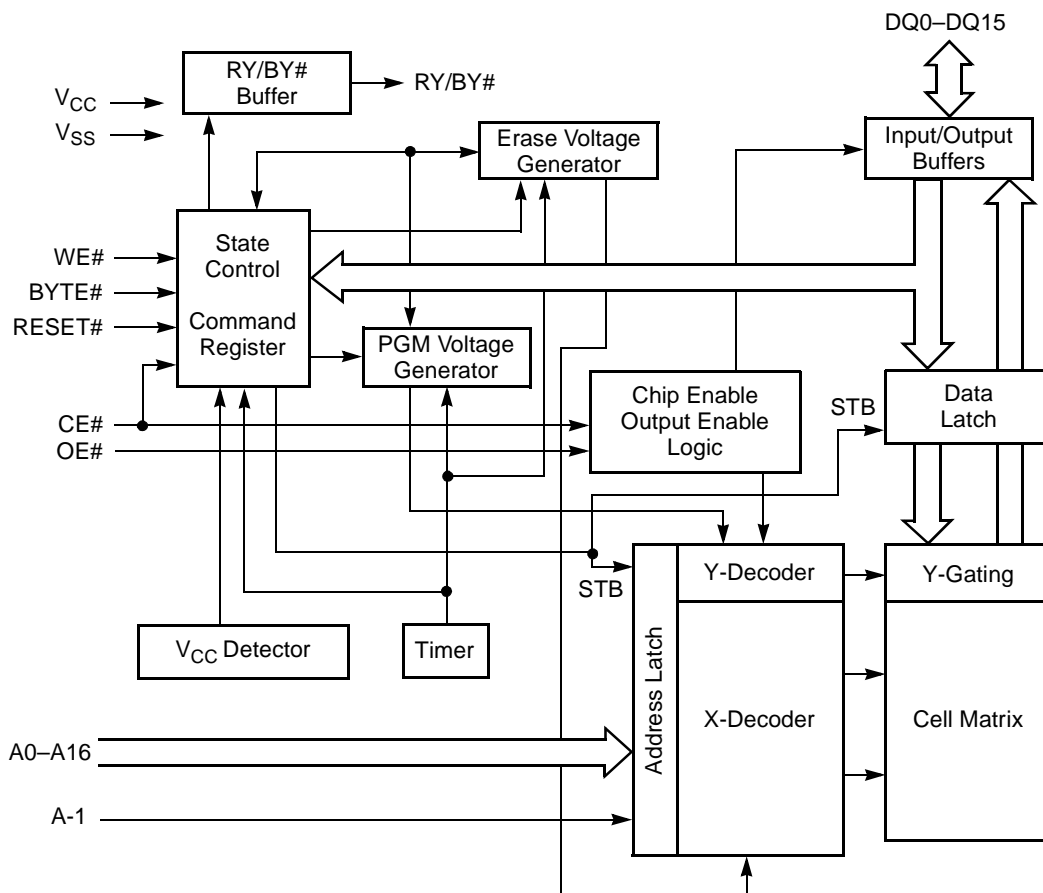 DQ0–DQ15
RY/BY#
Buffer
RY/BY#
VCC
VSS
Erase Voltage
Generator
Input/Output
Buffers
State
Control
WE#
BYTE#
RESET#
Command
Register
PGM Voltage
Generator
Chip Enable
Output Enable
Logic
STB
Data
Latch
CE#
OE#
STB
Y-Decoder
Y-Gating
VCC Detector
Timer
Address Latch
X-Decoder
Cell Matrix
A0–A16
A-1